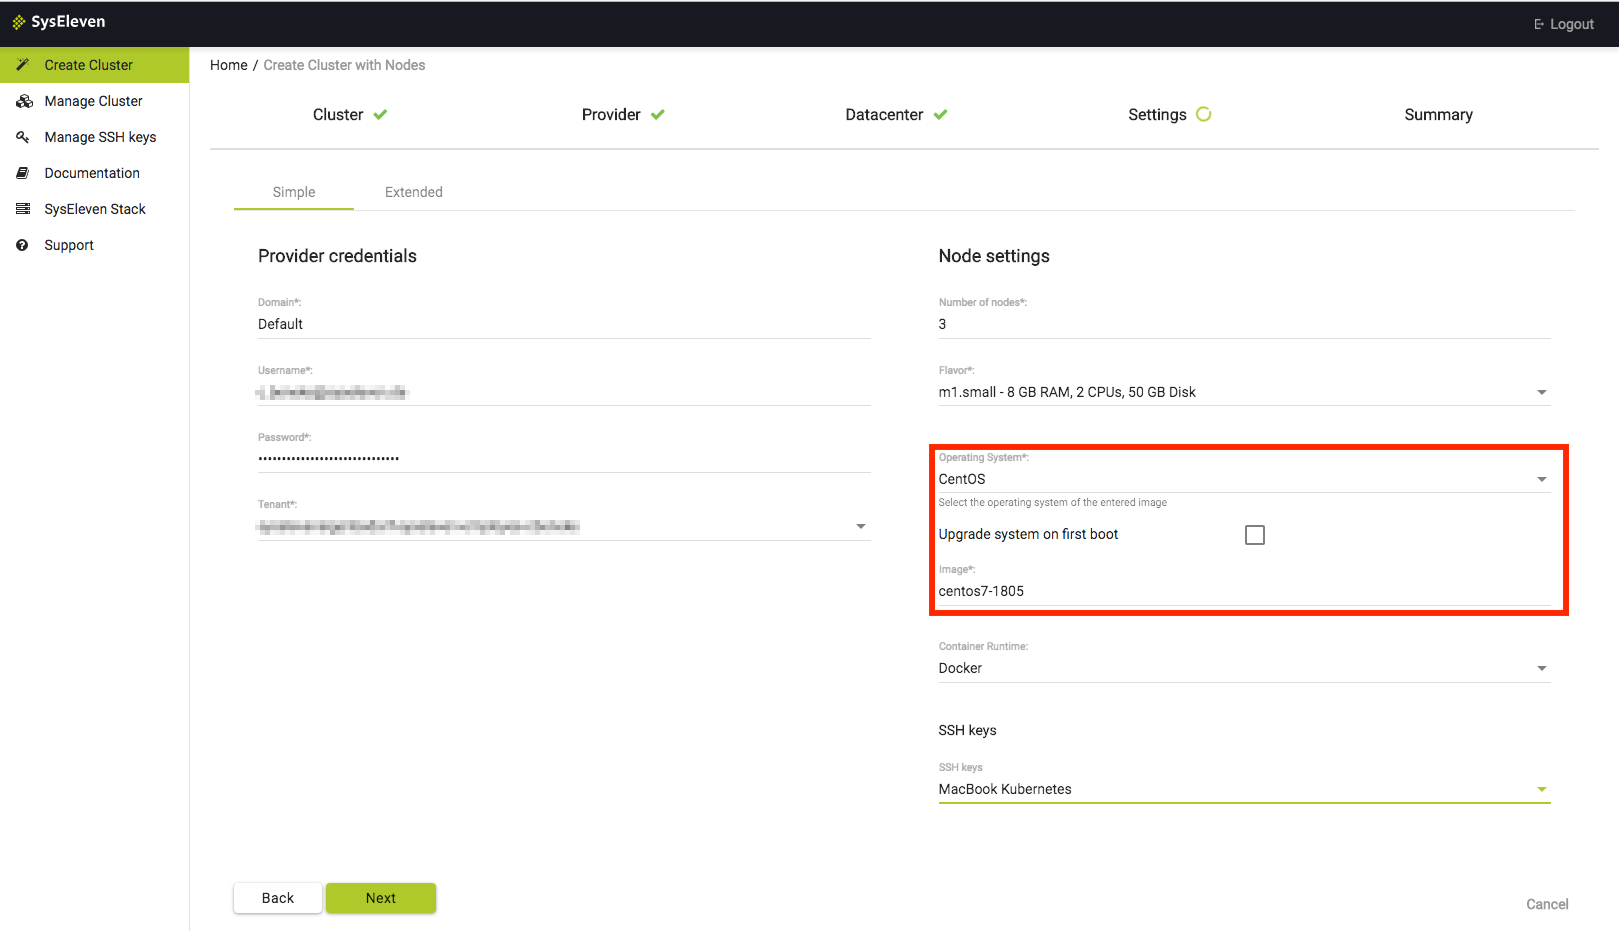 SysEleven
Logout
Create Cluster
Manage Cluster
Manage SSH keys
Documentation
SysEleven Stack
Support
Home / Create Cluster with Nodes
Cluster
Provider
Datacenter
Settings
Summary
Simple
Extended
Provider credentials
Domain*:
Default
Username*:
Password*:
••••••••••••••••••••••••••••••
Tenant*:
Node settings
Number of nodes*:
3
Flavor*:
m1.small - 8 GB RAM, 2 CPUs, 50 GB Disk
Operating System*:
CentOS
Select the operating system of the entered image
Upgrade system on first boot
Image*:
centos7-1805
Container Runtime:
Docker
SSH keys
SSH keys
MacBook Kubernetes
Back
Next
Cancel